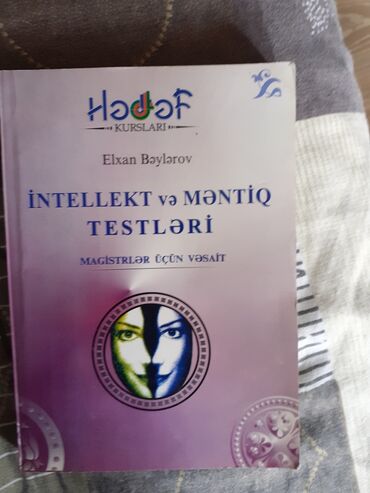 Hədəf
KURSLARI
Elxan Bəylərov
İNTELLEKT və MƏNTİQ
TESTLƏRİ
MAGİSTRLƏR ÜÇÜN VƏSAİT